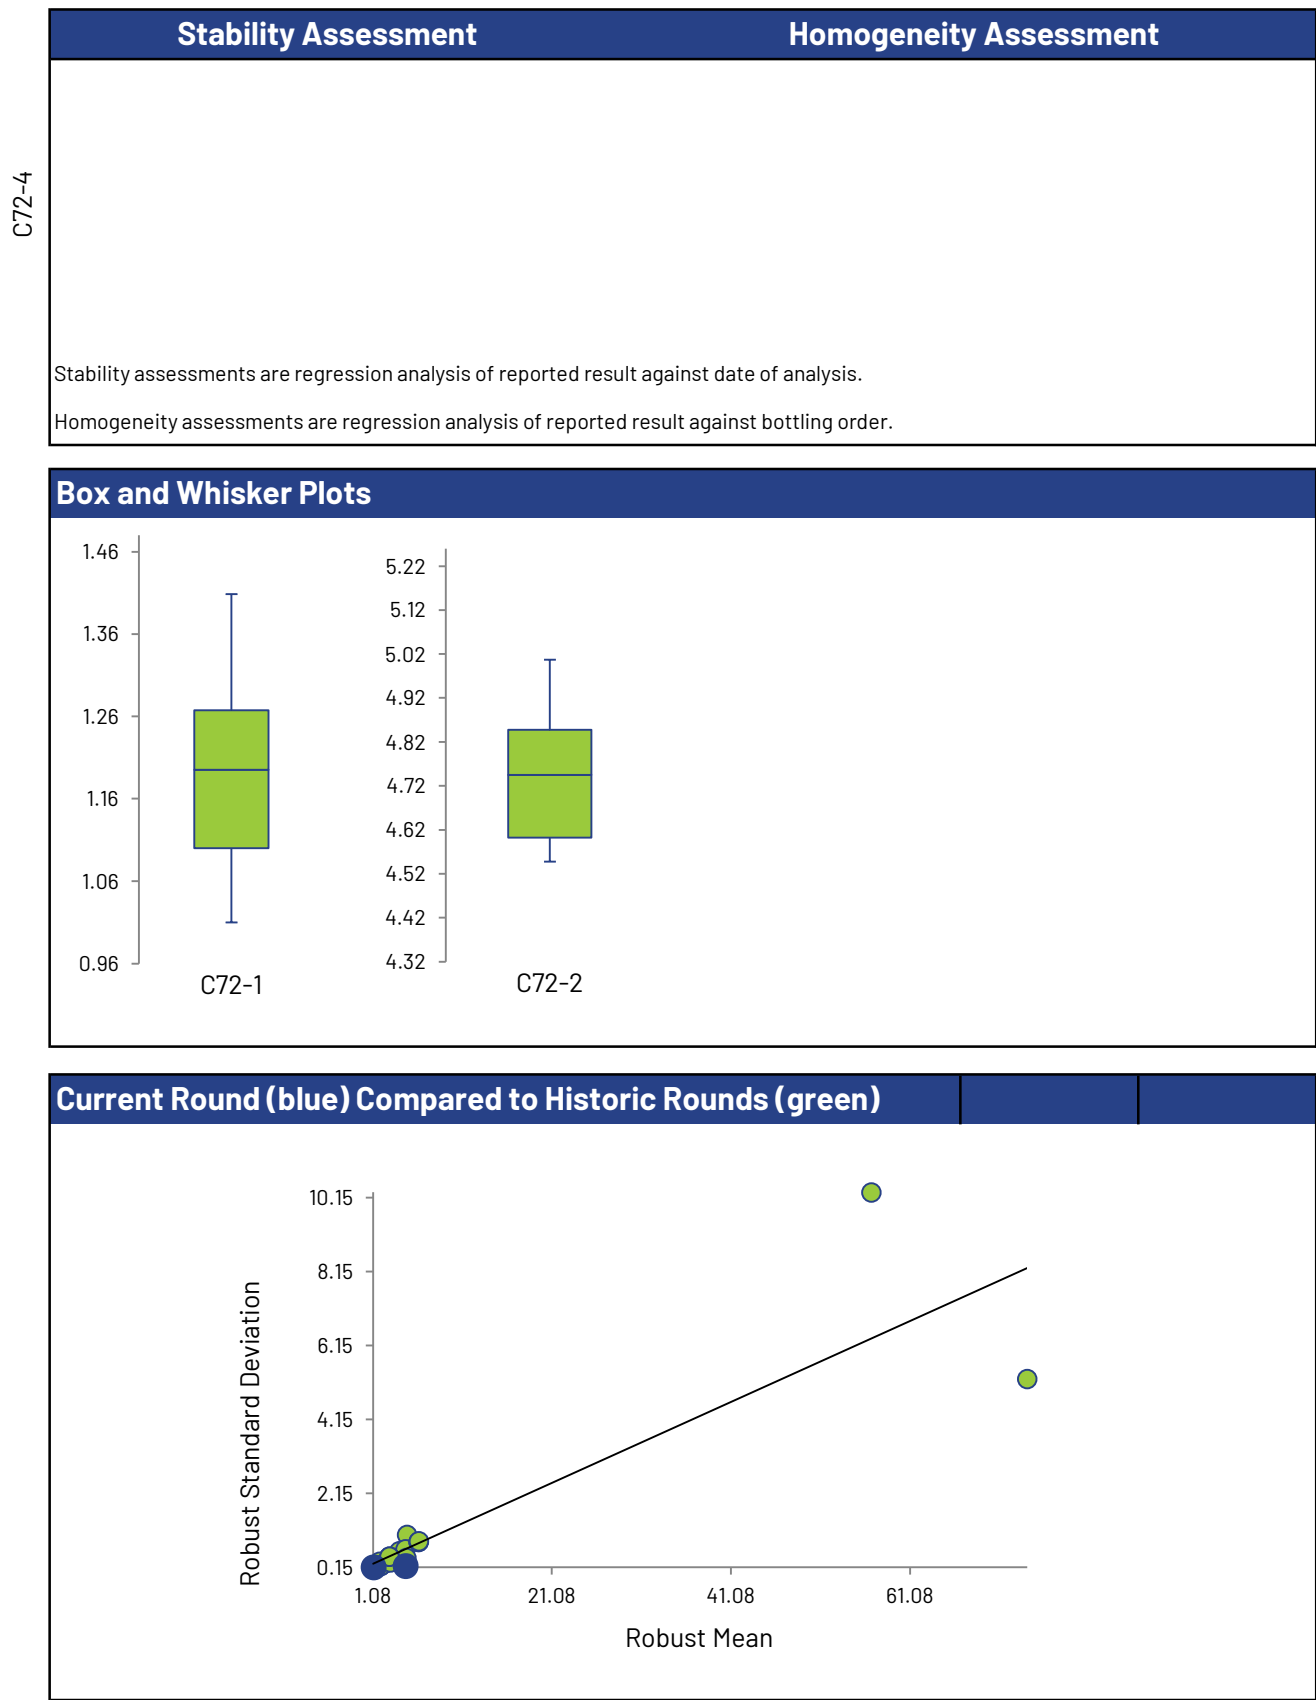 Stability Assessment
Homogeneity Assessment
C72-4
Stability assessments are regression analysis of reported result against date of analysis.
Homogeneity assessments are regression analysis of reported result against bottling order.
Box and Whisker Plots
1.46
1.36
1.26
1.16
1.06
0.96
C72-1
5.22
5.12
5.02
4.92
4.82
4.72
4.62
4.52
4.42
4.32
C72-2
Current Round (blue) Compared to Historic Rounds (green)
Robust Standard Deviation
10.15
8.15
6.15
4.15
2.15
0.15
1.08
21.08
41.08
61.08
Robust Mean